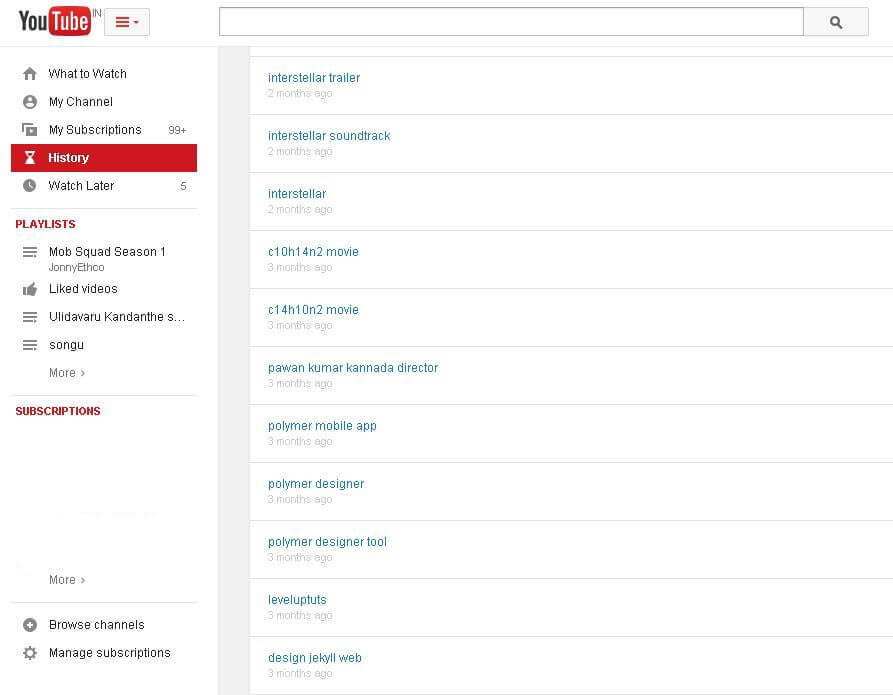 YouTube IN
What to Watch
My Channel
My Subscriptions 99+
History
Watch Later 5
PLAYLISTS
Mob Squad Season 1
JonnyEthco
Liked videos
Ulidavaru Kandanthe s...
songu
More ›
SUBSCRIPTIONS
More ›
Browse channels
Manage subscriptions
interstellar trailer
2 months ago
interstellar soundtrack
2 months ago
interstellar
2 months ago
c10h14n2 movie
3 months ago
c14h10n2 movie
3 months ago
pawan kumar kannada director
3 months ago
polymer mobile app
3 months ago
polymer designer
3 months ago
polymer designer tool
3 months ago
leveluptuts
3 months ago
design jekyll web
3 months ago